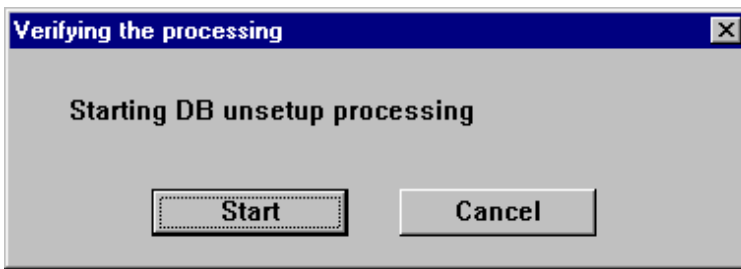 Verifying the processing
Starting DB unsetup processing
Start Cancel